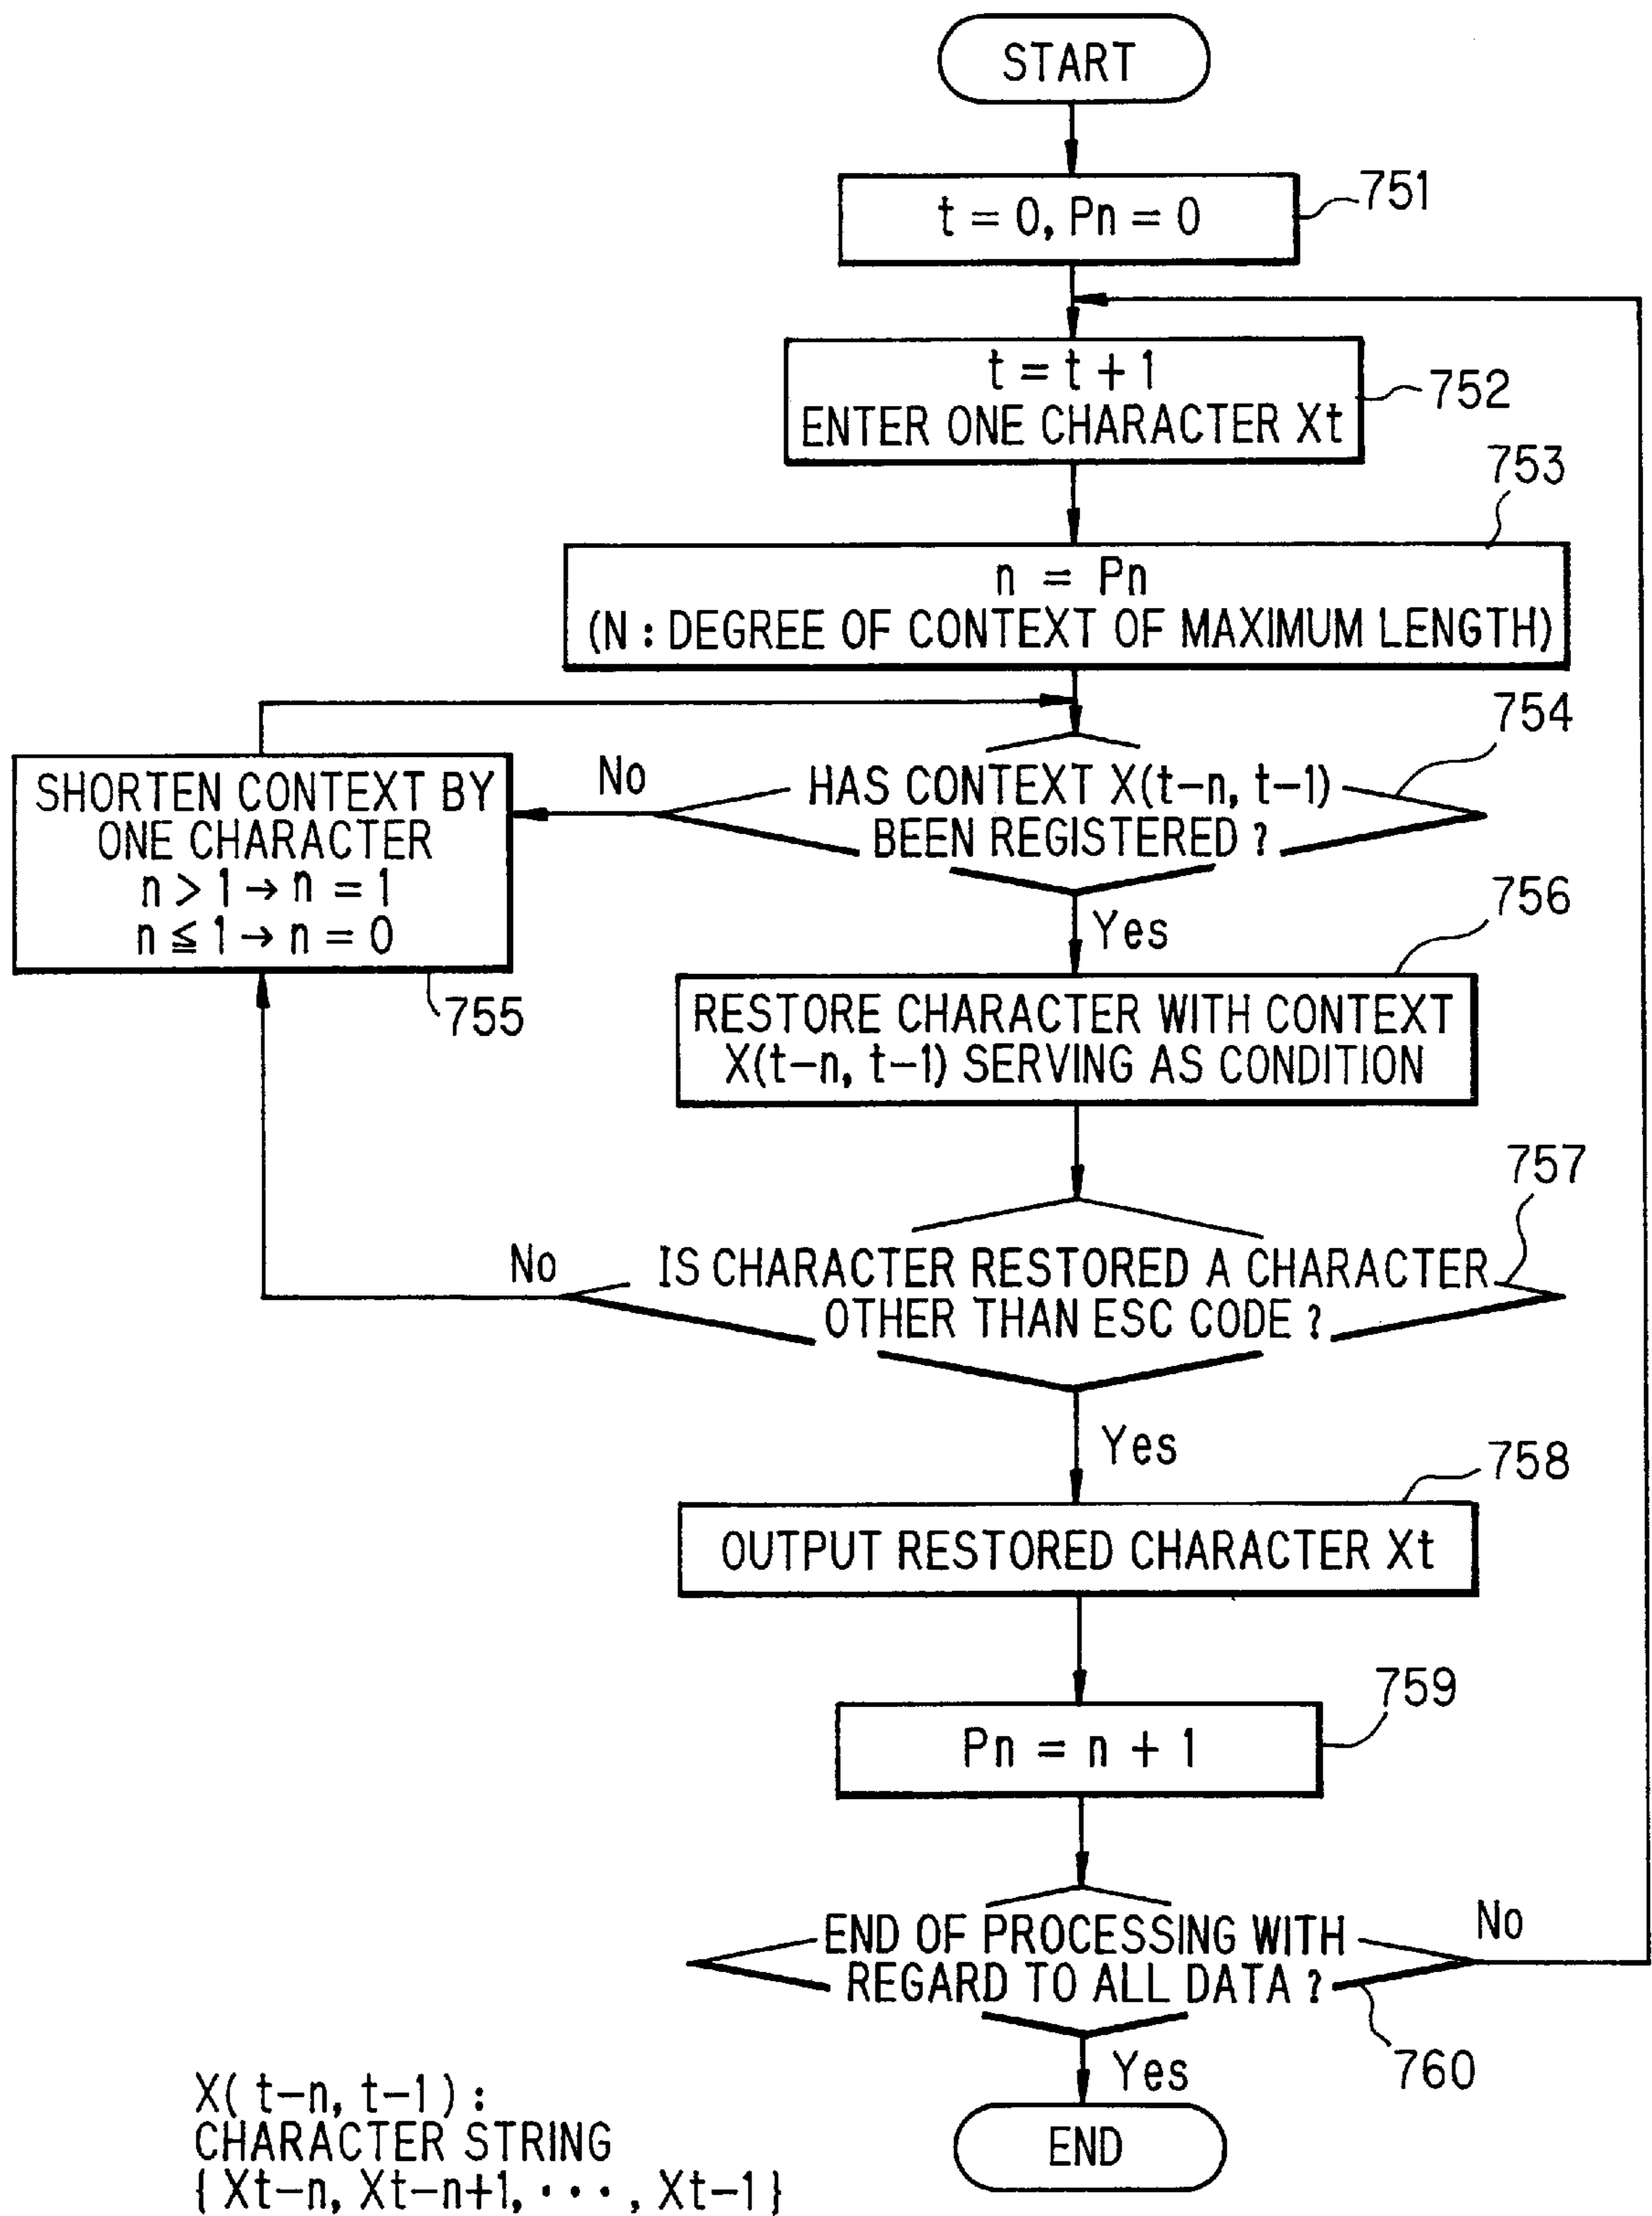 START
t = 0, Pn = 0
751
t = t + 1
ENTER ONE CHARACTER Xt
752
753
n = Pn
(N : DEGREE OF CONTEXT OF MAXIMUM LENGTH)
754
HAS CONTEXT X(t-n, t-1)
BEEN REGISTERED ?
No
SHORTEN CONTEXT BY
ONE CHARACTER
n > 1 → n = 1
n ≦ 1 → n = 0
755
Yes
756
RESTORE CHARACTER WITH CONTEXT
X(t-n, t-1) SERVING AS CONDITION
757
No
IS CHARACTER RESTORED A CHARACTER
OTHER THAN ESC CODE ?
Yes
758
OUTPUT RESTORED CHARACTER Xt
759
Pn = n + 1
END OF PROCESSING WITH
REGARD TO ALL DATA ?
No
760
Yes
END
X( t-n, t-1 ) :
CHARACTER STRING
{ Xt-n, Xt-n+1, · · · , Xt-1 }